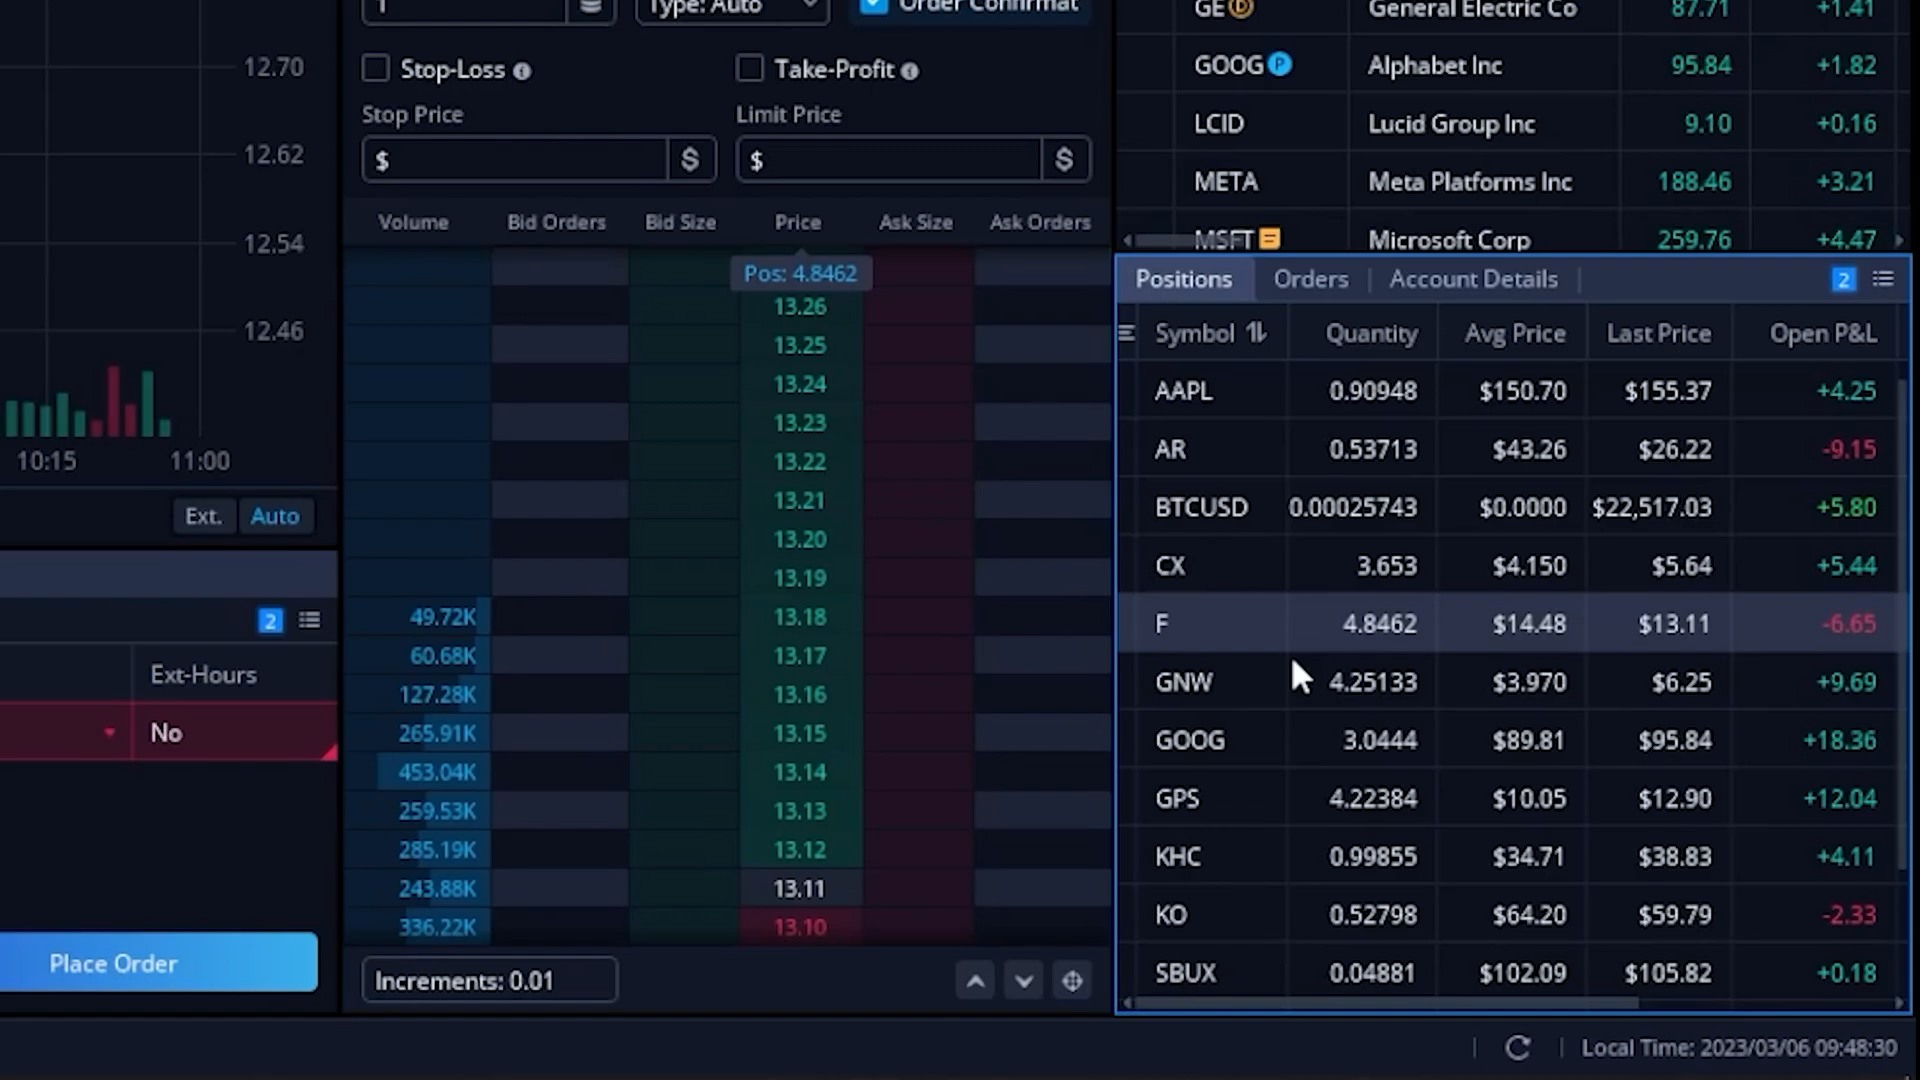 12.70
12.62
12.54
12.46
10:15 11:00
Ext. Auto
2
Ext-Hours
No
Place Order
1 Type: Auto Order Confirmat
Stop-Loss Take-Profit
Stop Price Limit Price
$ $ $ $
Volume Bid Orders Bid Size Price Ask Size Ask Orders
Pos: 4.8462
13.26
13.25
13.24
13.23
13.22
13.21
13.20
13.19
49.72K 13.18
60.68K 13.17
127.28K 13.16
265.91K 13.15
453.04K 13.14
259.53K 13.13
285.19K 13.12
243.88K 13.11
336.22K 13.10
Increments: 0.01
GE D General Electric Co 87.71 +1.41
GOOG P Alphabet Inc 95.84 +1.82
LCID Lucid Group Inc 9.10 +0.16
META Meta Platforms Inc 188.46 +3.21
MSFT Microsoft Corp 259.76 +4.47
Positions Orders Account Details 2
Symbol Quantity Avg Price Last Price Open P&L
AAPL 0.90948 $150.70 $155.37 +4.25
AR 0.53713 $43.26 $26.22 -9.15
BTCUSD 0.00025743 $0.0000 $22,517.03 +5.80
CX 3.653 $4.150 $5.64 +5.44
F 4.8462 $14.48 $13.11 -6.65
GNW 4.25133 $3.970 $6.25 +9.69
GOOG 3.0444 $89.81 $95.84 +18.36
GPS 4.22384 $10.05 $12.90 +12.04
KHC 0.99855 $34.71 $38.83 +4.11
KO 0.52798 $64.20 $59.79 -2.33
SBUX 0.04881 $102.09 $105.82 +0.18
Local Time: 2023/03/06 09:48:30